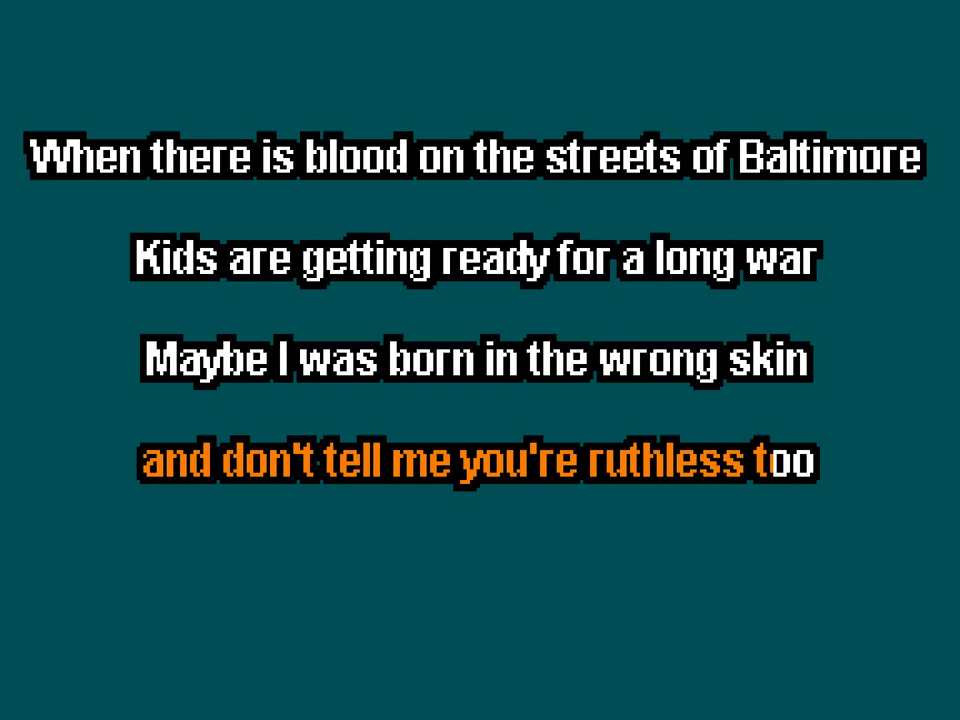 When there is blood on the streets of Baltimore
Kids are getting ready for a long war
Maybe I was born in the wrong skin
and don't tell me you're ruthless too